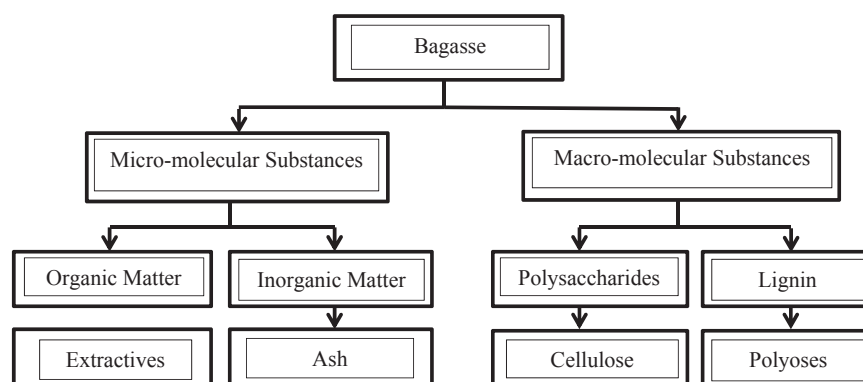 Bagasse
Micro-molecular Substances
Macro-molecular Substances
Organic Matter
Inorganic Matter
Polysaccharides
Lignin
Extractives
Ash
Cellulose
Polyoses